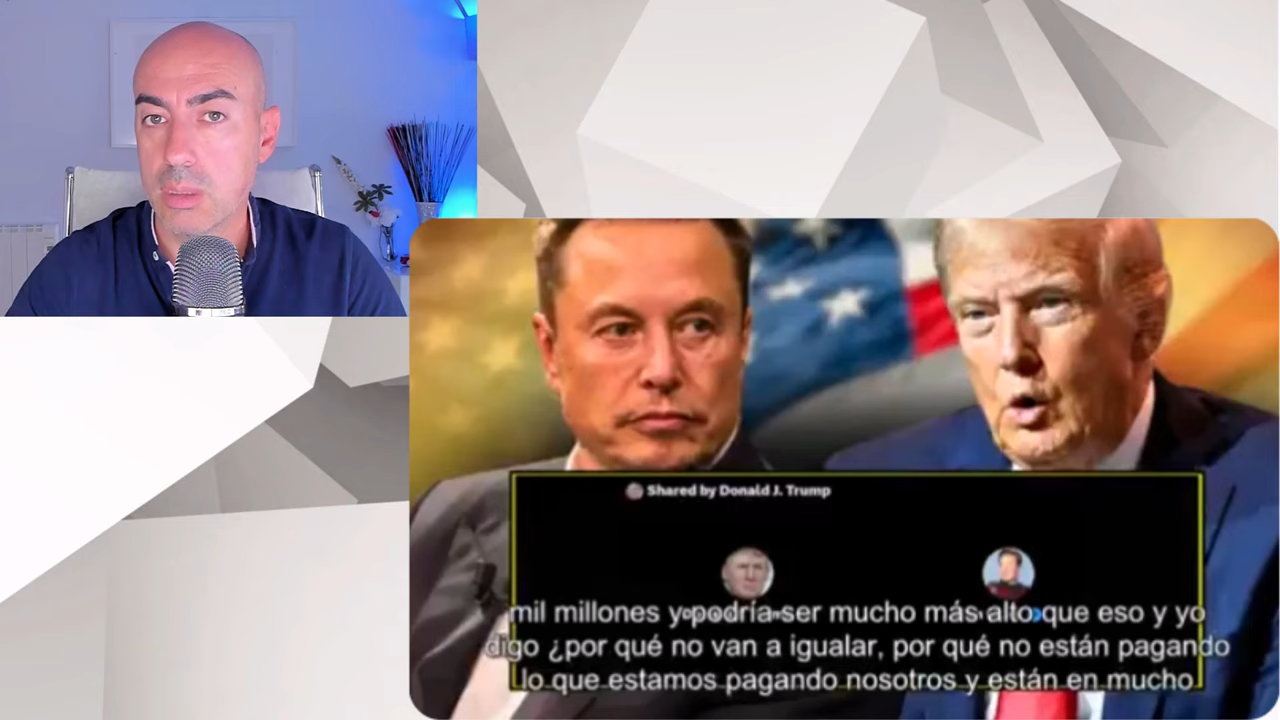 Shared by Donald J. Trump
mil millones y podría ser mucho más alto que eso y yo
digo ¿por qué no van a igualar, por qué no están pagando
lo que estamos pagando nosotros y están en mucho